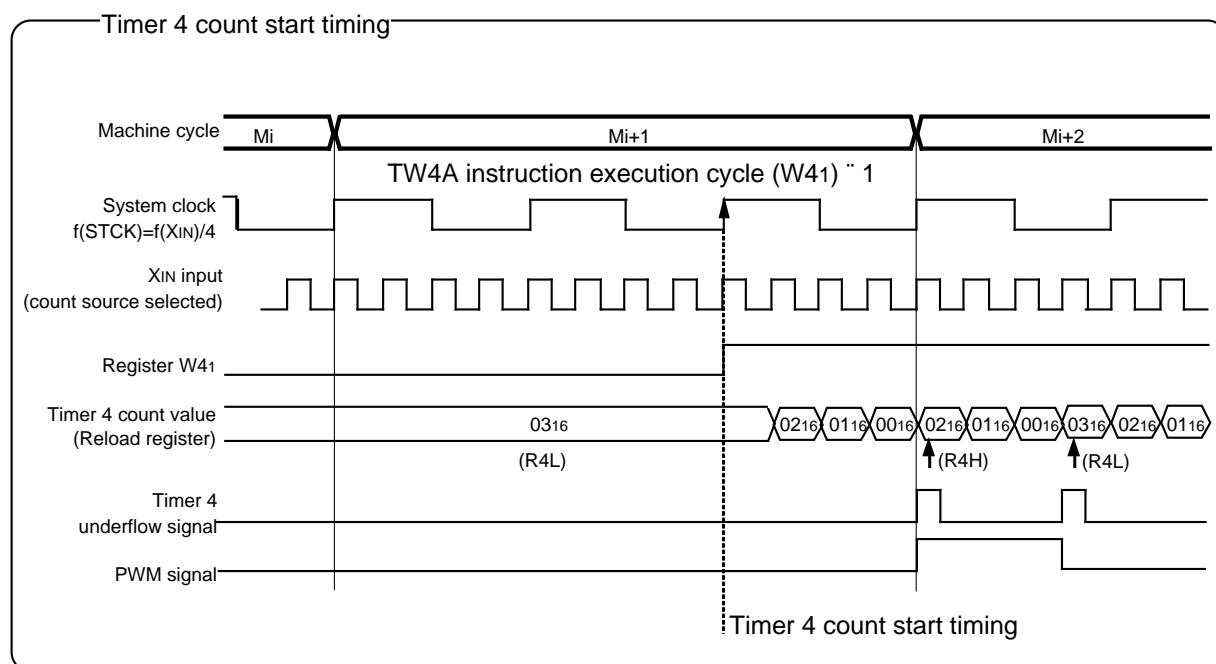 Timer 4 count start timing
Machine cycle
Mi
Mi+1
Mi+2
TW4A instruction execution cycle (W41) ¨ 1
System clock
f(STCK)=f(XIN)/4
XIN input
(count source selected)
Register W41
Timer 4 count value
(Reload register)
0316 0216 0116 0016 0216 0116 0016 0316 0216 0116
(R4L) (R4H) (R4L)
Timer 4
underflow signal
PWM signal
Timer 4 count start timing